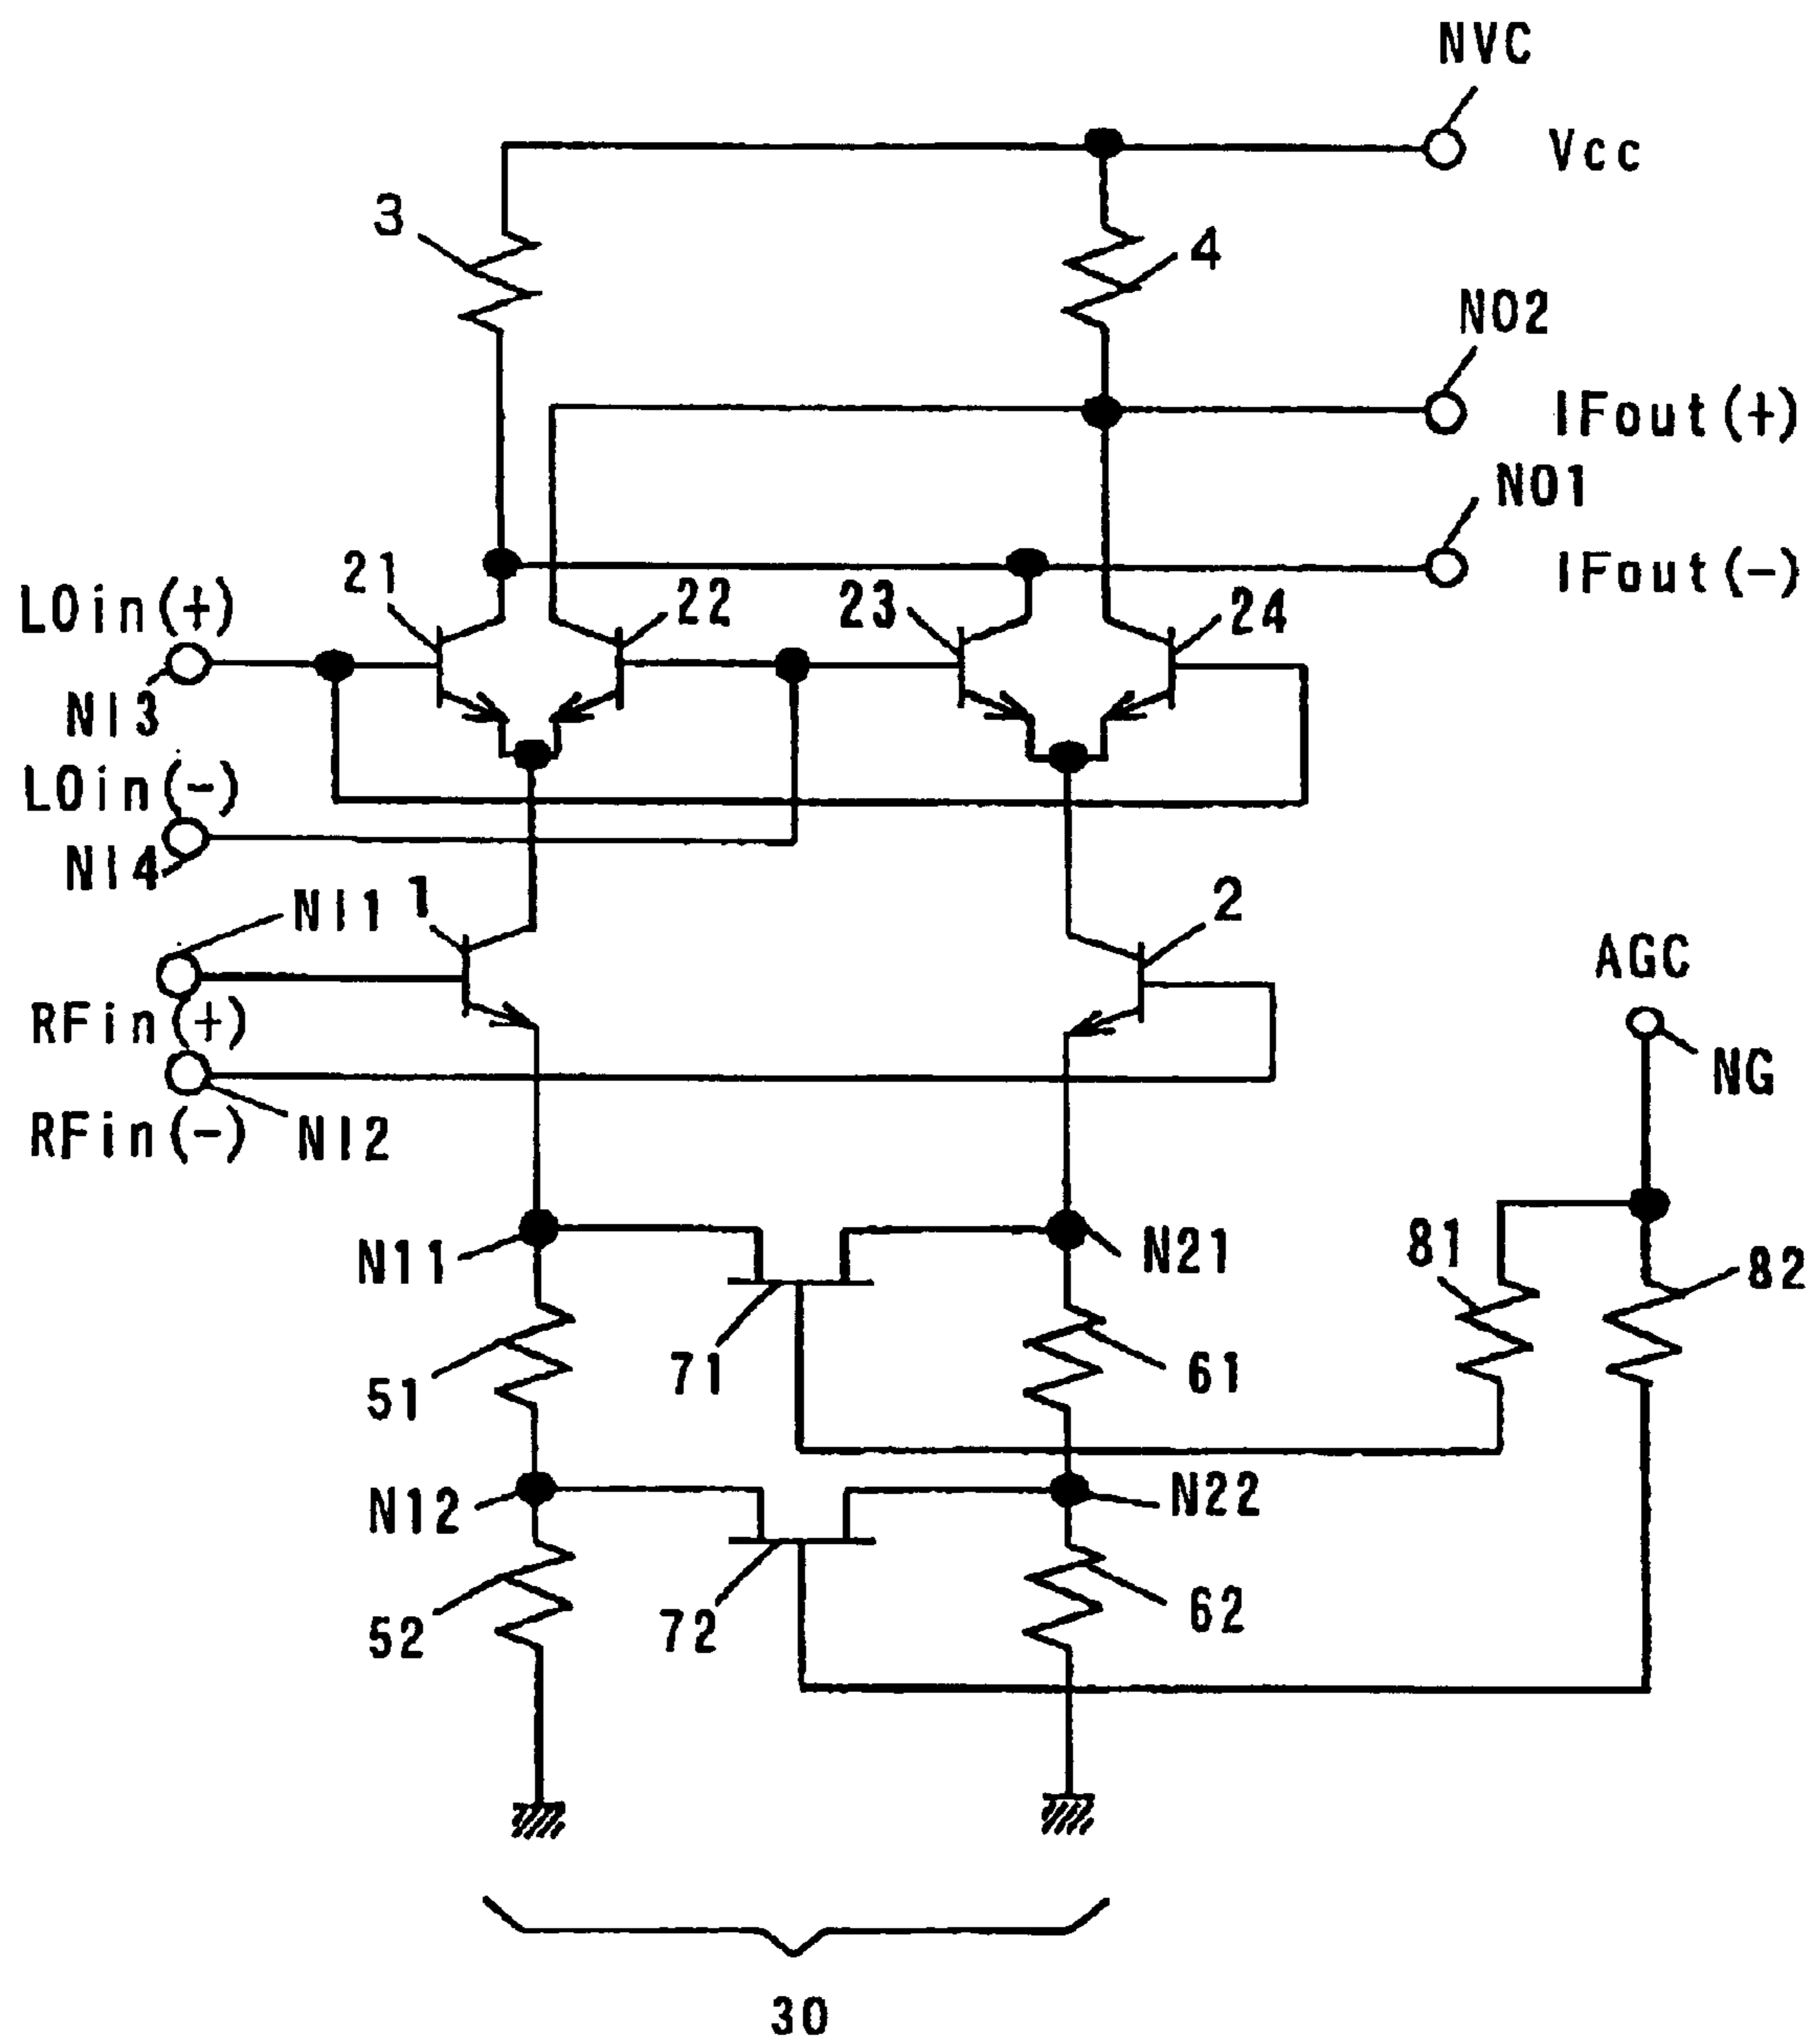 NVC
Vcc
3
4
NO2
IFout(+)
NO1
IFout(-)
21
22
23
24
LOin(+)
NI3
LOin(-)
NI4
NI1
1
2
AGC
RFin(+)
NG
RFin(-)
NI2
N11
N21
81
82
51
71
61
N12
N22
52
72
62
30